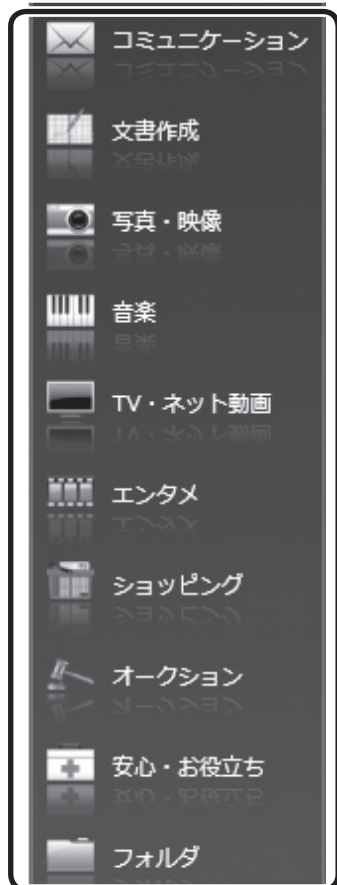 コミュニケーション
文書作成
写真・映像
音楽
TV・ネット動画
エンタメ
ショッピング
オークション
安心・お役立ち
フォルダ